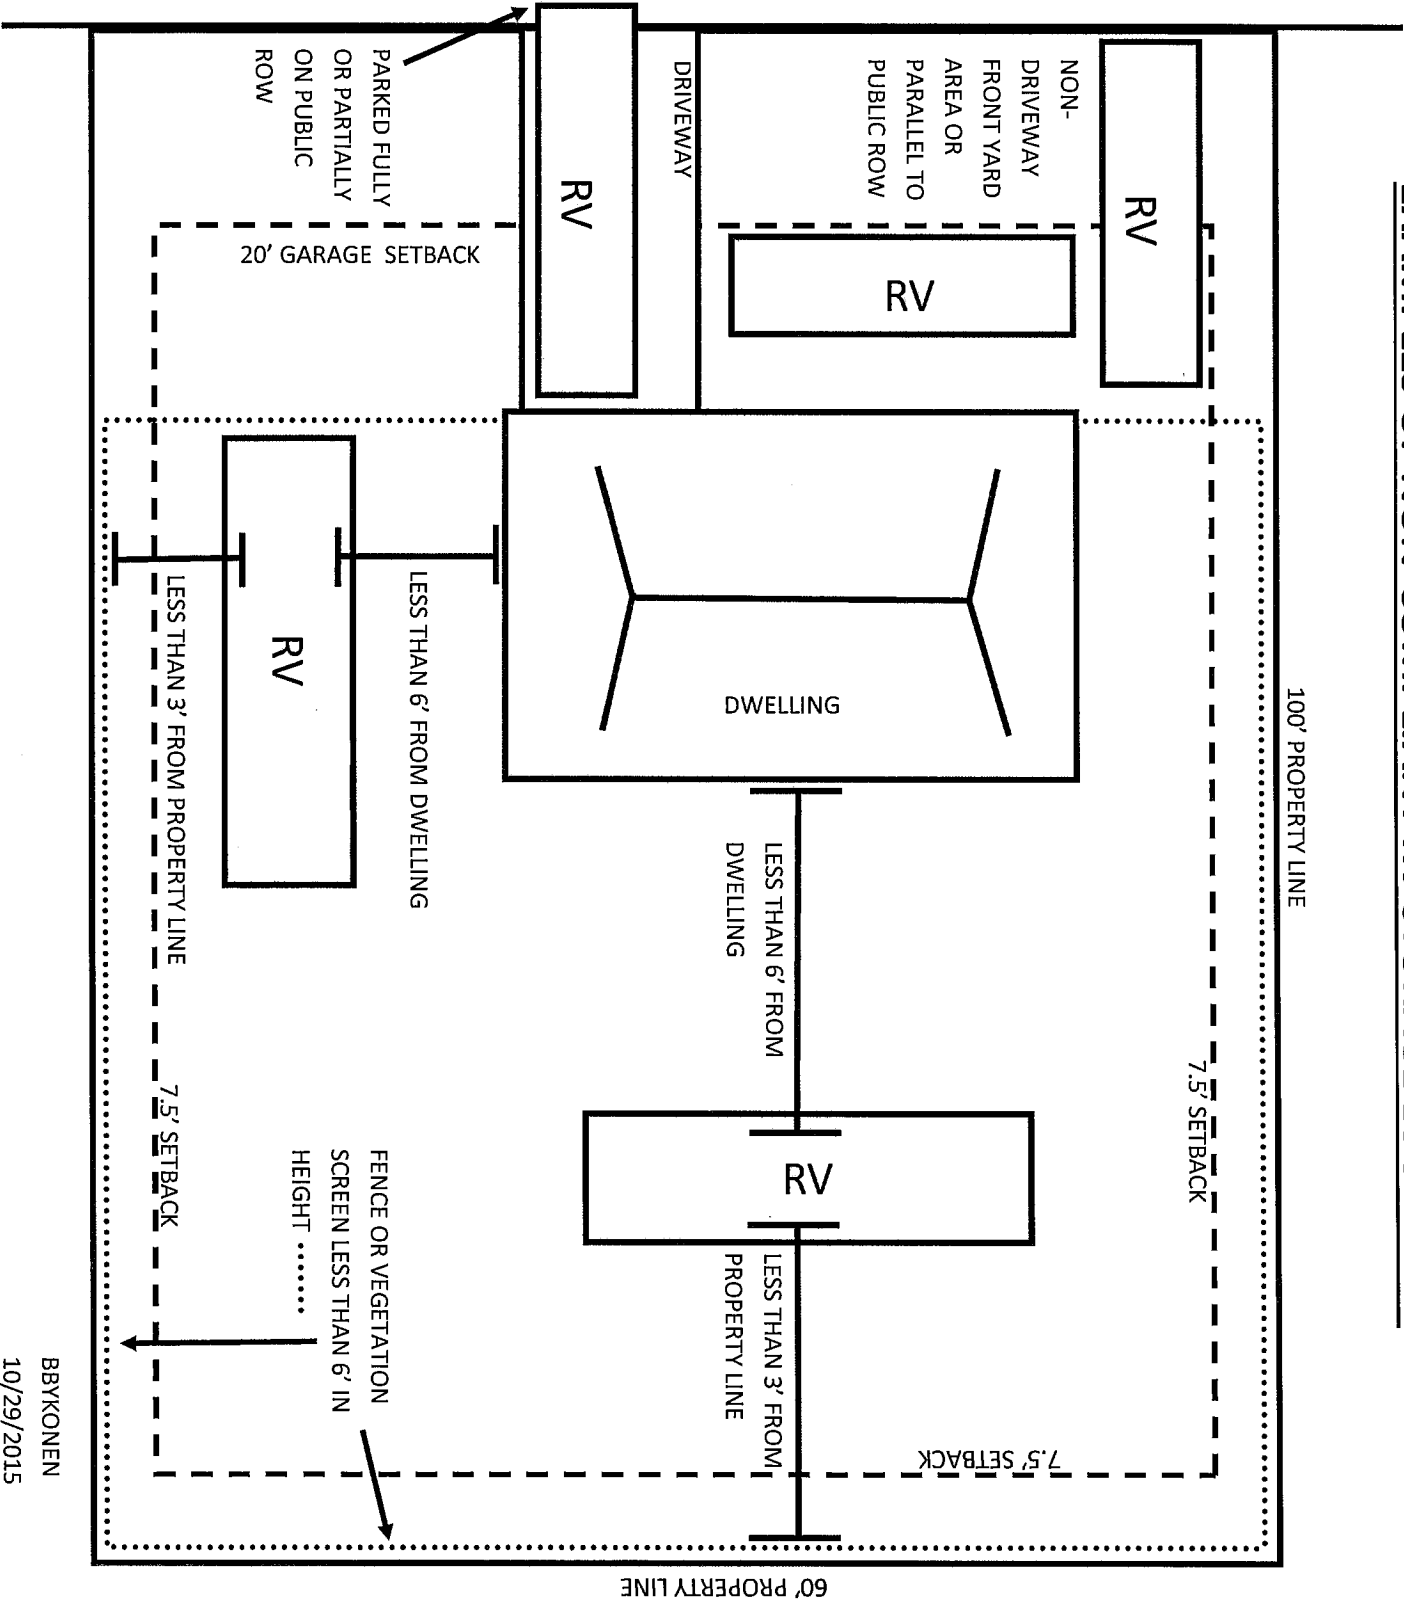 100' PROPERTY LINE
NON-
DRIVEWAY
FRONT YARD
AREA OR
PARALLEL TO
PUBLIC ROW
RV
RV
DRIVEWAY
RV
PARKED FULLY
OR PARTIALLY
ON PUBLIC
ROW
20' GARAGE SETBACK
DWELLING
LESS THAN 6' FROM
DWELLING
RV
LESS THAN 3' FROM
PROPERTY LINE
7.5' SETBACK
7.5' SETBACK
60' PROPERTY LINE
LESS THAN 6' FROM DWELLING
RV
LESS THAN 3' FROM PROPERTY LINE
7.5' SETBACK
FENCE OR VEGETATION
SCREEN LESS THAN 6' IN
HEIGHT ......
BBYKONEN
10/29/2015